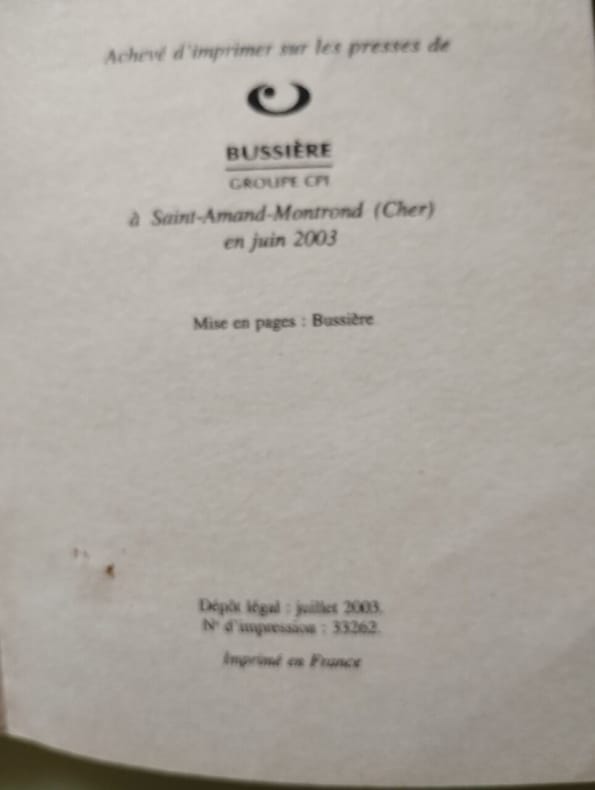 Achevé d'imprimer sur les presses de
BUSSIÈRE
GROUPE CPI
à Saint-Amand-Montrond (Cher)
en juin 2003
Mise en pages : Bussière
Dépôt légal : juillet 2003.
N° d'impression : 33262.
Imprimé en France